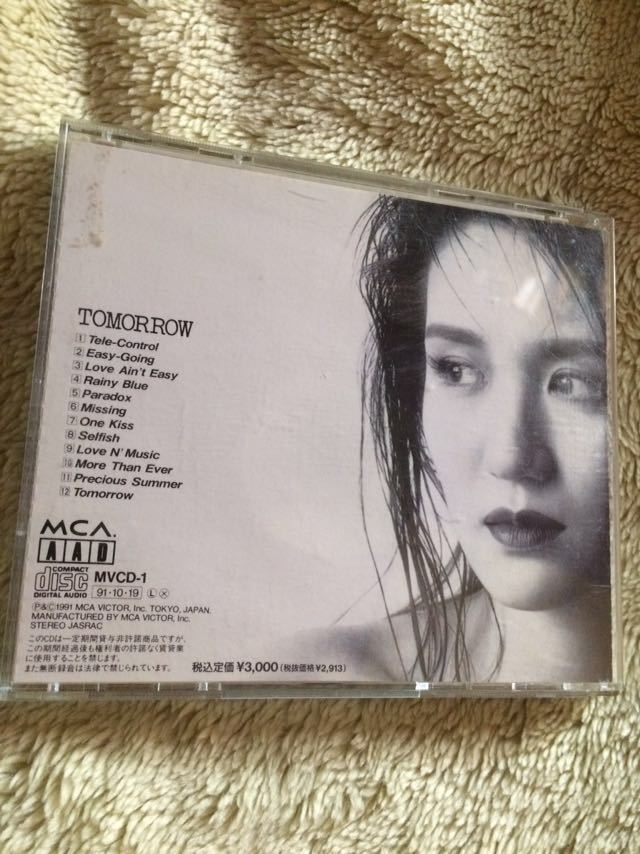 TOMORROW
1 Tele-Control
2 Easy-Going
3 Love Ain't Easy
4 Rainy Blue
5 Paradox
6 Missing
7 One Kiss
8 Selfish
9 Love N' Music
10 More Than Ever
11 Precious Summer
12 Tomorrow
MCA.
AAD
COMPACT disc DIGITAL AUDIO
MVCD-1
91・10・19 L X
Ⓟ&Ⓒ1991 MCA VICTOR, Inc. TOKYO, JAPAN.
MANUFACTURED BY MCA VICTOR, Inc.
STEREO JASRAC
このCDは一定期間貸与非許諾商品ですが、
この期間経過後も権利者の許諾なく賃貸業
に使用することを禁じます。
また無断録音は法律で禁じられています。
税込定価 ¥3,000(税抜価格¥2,913)